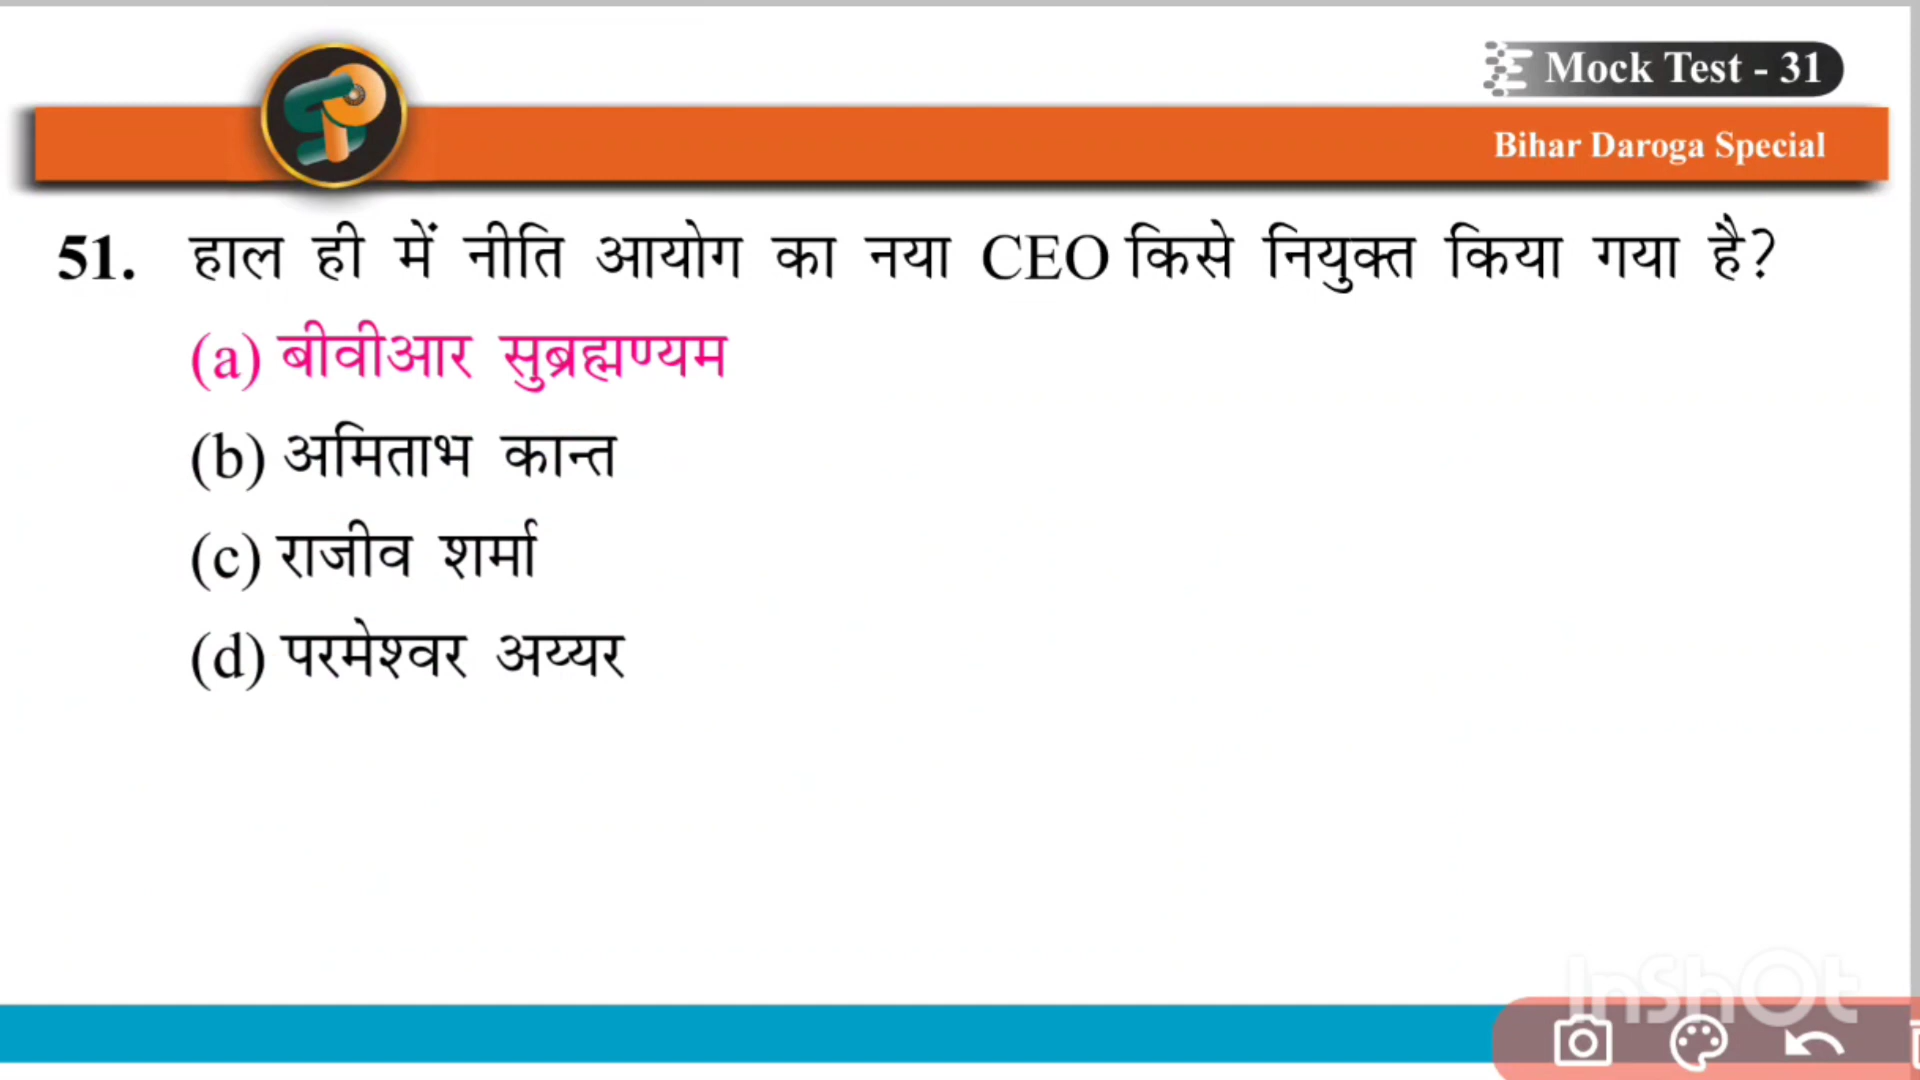 Mock Test - 31
Bihar Daroga Special
51. हाल ही में नीति आयोग का नया CEO किसे नियुक्त किया गया है?
(a) बीवीआर सुब्रह्मण्यम
(b) अमिताभ कान्त
(c) राजीव शर्मा
(d) परमेश्वर अय्यर
InShOt